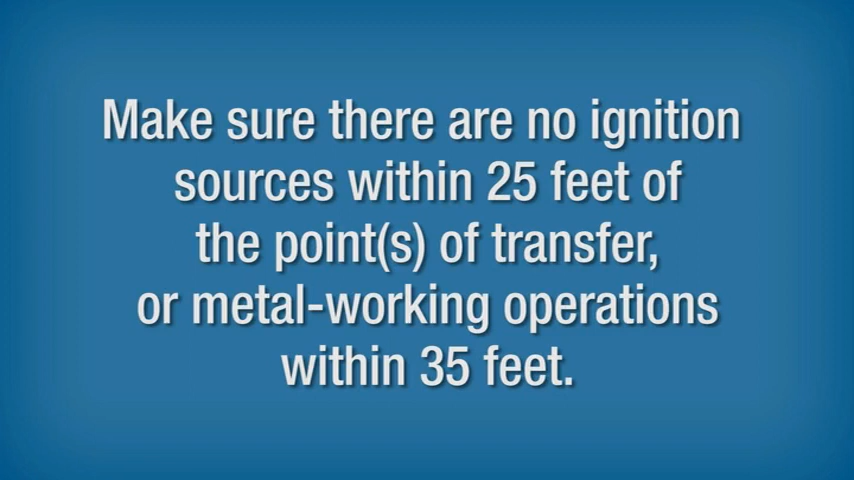 Make sure there are no ignition
sources within 25 feet of
the point(s) of transfer,
or metal-working operations
within 35 feet.